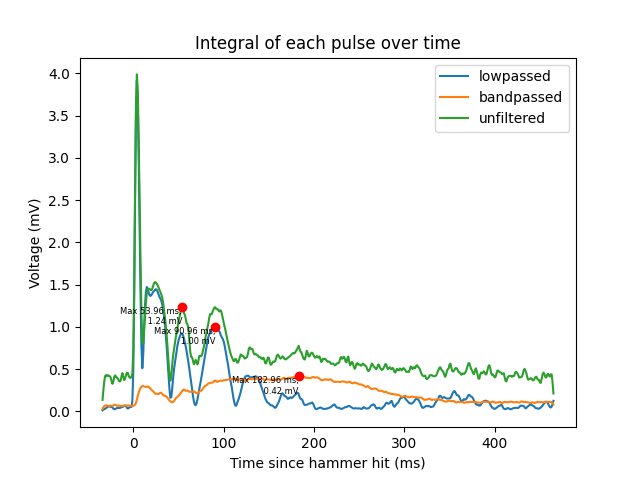 Integral of each pulse over time
lowpassed
bandpassed
unfiltered
Voltage (mV)
4.0
3.5
3.0
2.5
2.0
1.5
1.0
0.5
0.0
Max 53.96 ms,
1.24 mV
Max 90.96 ms,
1.00 mV
Max 182.96 ms,
0.42 mV
0
100
200
300
400
Time since hammer hit (ms)